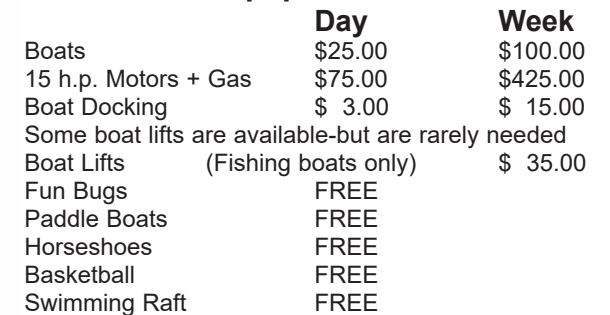 Day Week
Boats $25.00 $100.00
15 h.p. Motors + Gas $75.00 $425.00
Boat Docking $ 3.00 $ 15.00
Some boat lifts are available-but are rarely needed
Boat Lifts (Fishing boats only) $ 35.00
Fun Bugs FREE
Paddle Boats FREE
Horseshoes FREE
Basketball FREE
Swimming Raft FREE